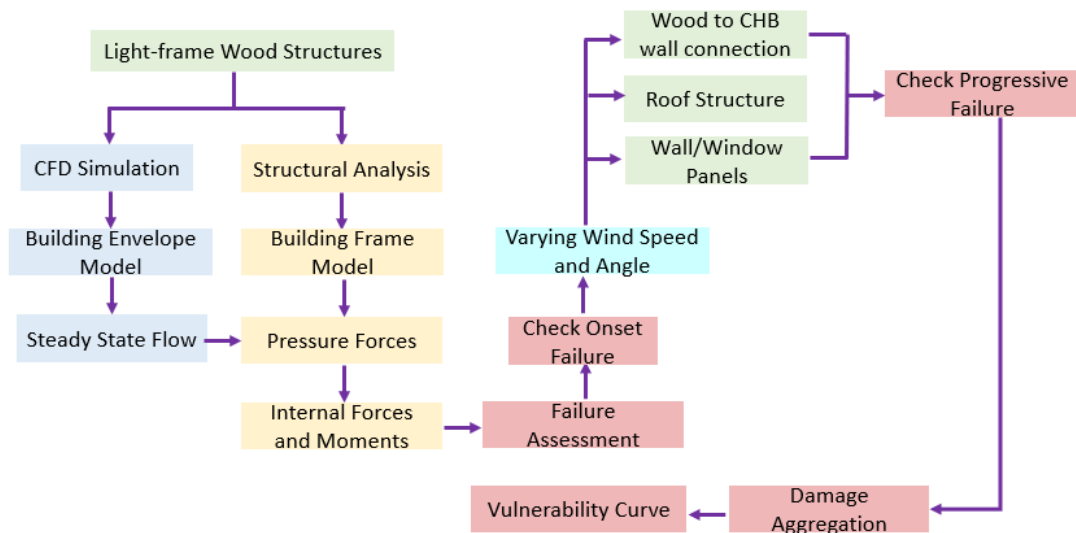 Light-frame Wood Structures
CFD Simulation
Structural Analysis
Building Envelope
Model
Building Frame
Model
Steady State Flow
Pressure Forces
Internal Forces
and Moments
Failure
Assessment
Check Onset
Failure
Varying Wind Speed
and Angle
Wood to CHB
wall connection
Roof Structure
Wall/Window
Panels
Check Progressive
Failure
Damage
Aggregation
Vulnerability Curve